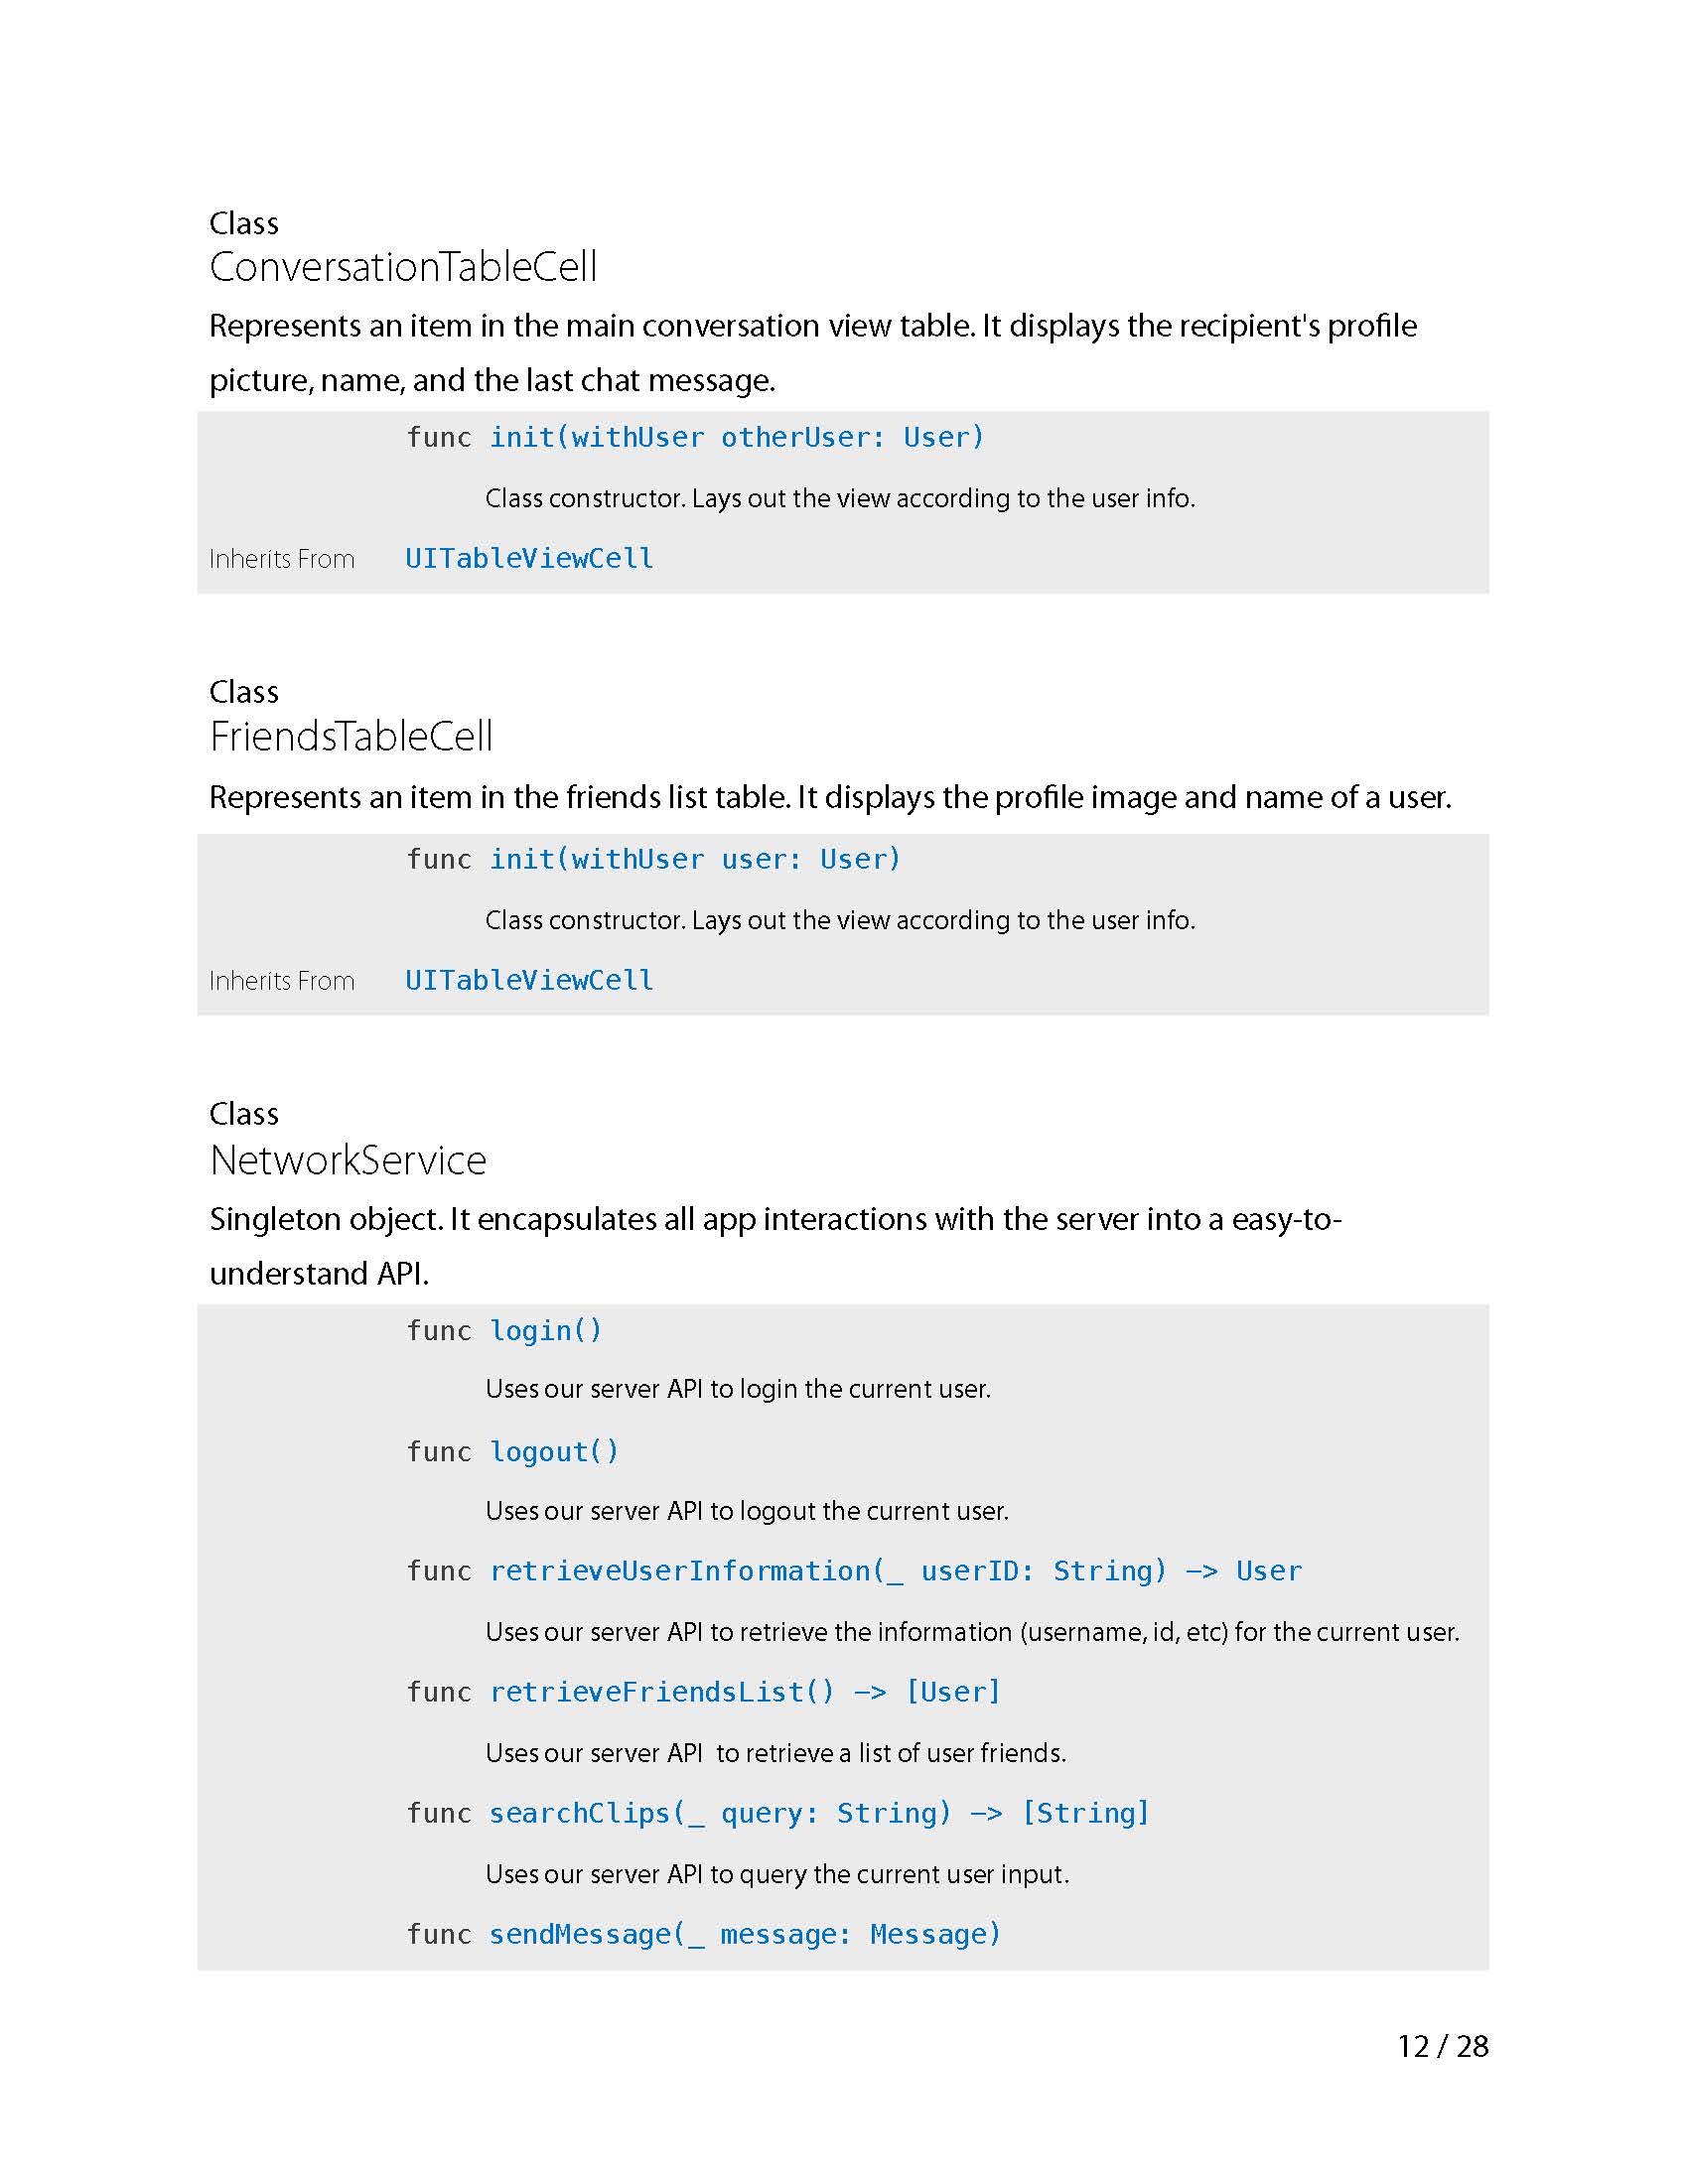 Class
ConversationTableCell
Represents an item in the main conversation view table. It displays the recipient's profile
picture, name, and the last chat message.
func init(withUser otherUser: User)
Class constructor. Lays out the view according to the user info.
Inherits From UITableViewCell
Class
FriendsTableCell
Represents an item in the friends list table. It displays the profile image and name of a user.
func init(withUser user: User)
Class constructor. Lays out the view according to the user info.
Inherits From UITableViewCell
Class
NetworkService
Singleton object. It encapsulates all app interactions with the server into a easy-to-
understand API.
func login()
Uses our server API to login the current user.
func logout()
Uses our server API to logout the current user.
func retrieveUserInformation(_ userID: String) —> User
Uses our server API to retrieve the information (username, id, etc) for the current user.
func retrieveFriendsList() —> [User]
Uses our server API  to retrieve a list of user friends.
func searchClips(_ query: String) —> [String]
Uses our server API to query the current user input.
func sendMessage(_ message: Message)
12 / 28